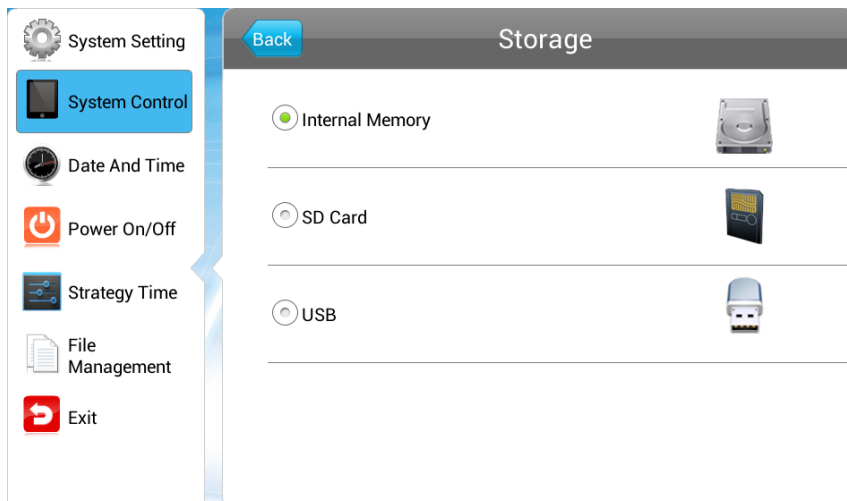 System Setting
System Control
Date And Time
Power On/Off
Strategy Time
File
Management
Exit
Back
Storage
Internal Memory
SD Card
USB